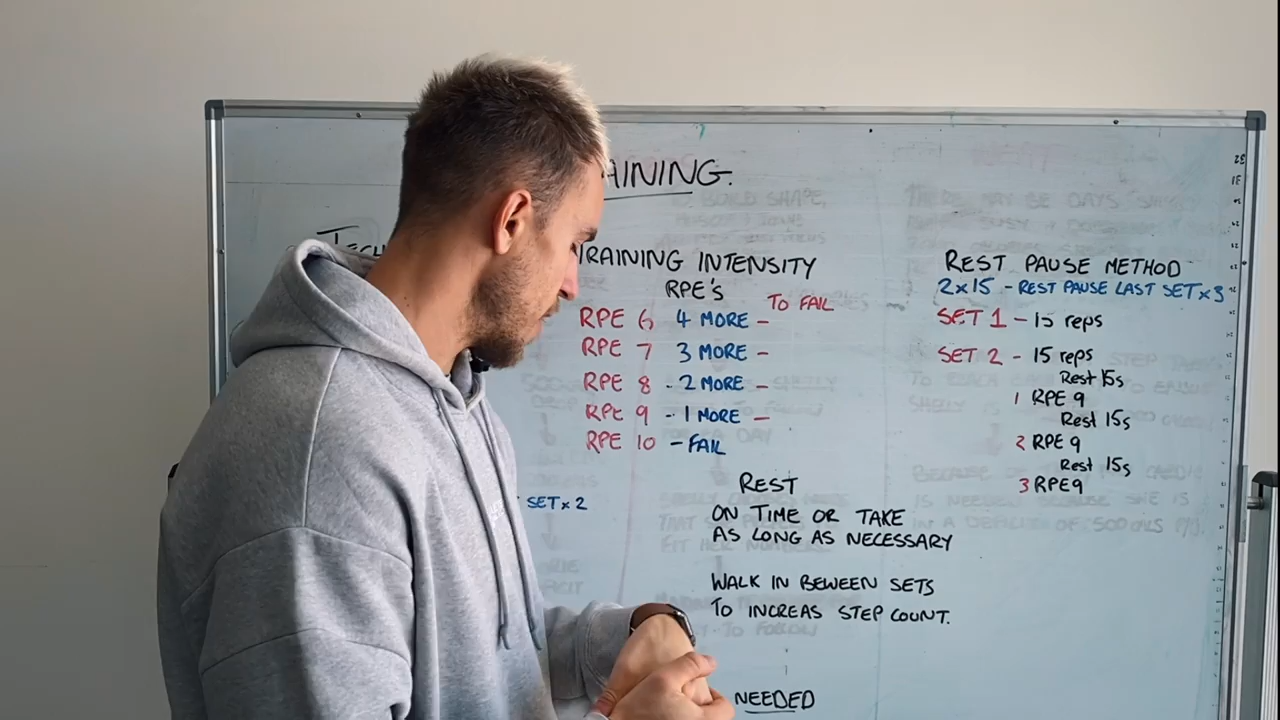 AINING.
TRAINING INTENSITY
RPE'S
TO FAIL
RPE 6 4 MORE –
RPE 7 3 MORE –
RPE 8 - 2 MORE –
RPE 9 - 1 MORE –
RPE 10 – FAIL
SET x 2
REST
ON TIME OR TAKE
AS LONG AS NECESSARY
WALK IN BEWEEN SETS
TO INCREAS STEP COUNT.
NEEDED
REST PAUSE METHOD
2x15 - REST PAUSE LAST SET x 3
SET 1 – 15 reps
SET 2 - 15 reps
Rest 15s
1 RPE 9
Rest 15s
2 RPE 9
Rest 15s
3 RPE9